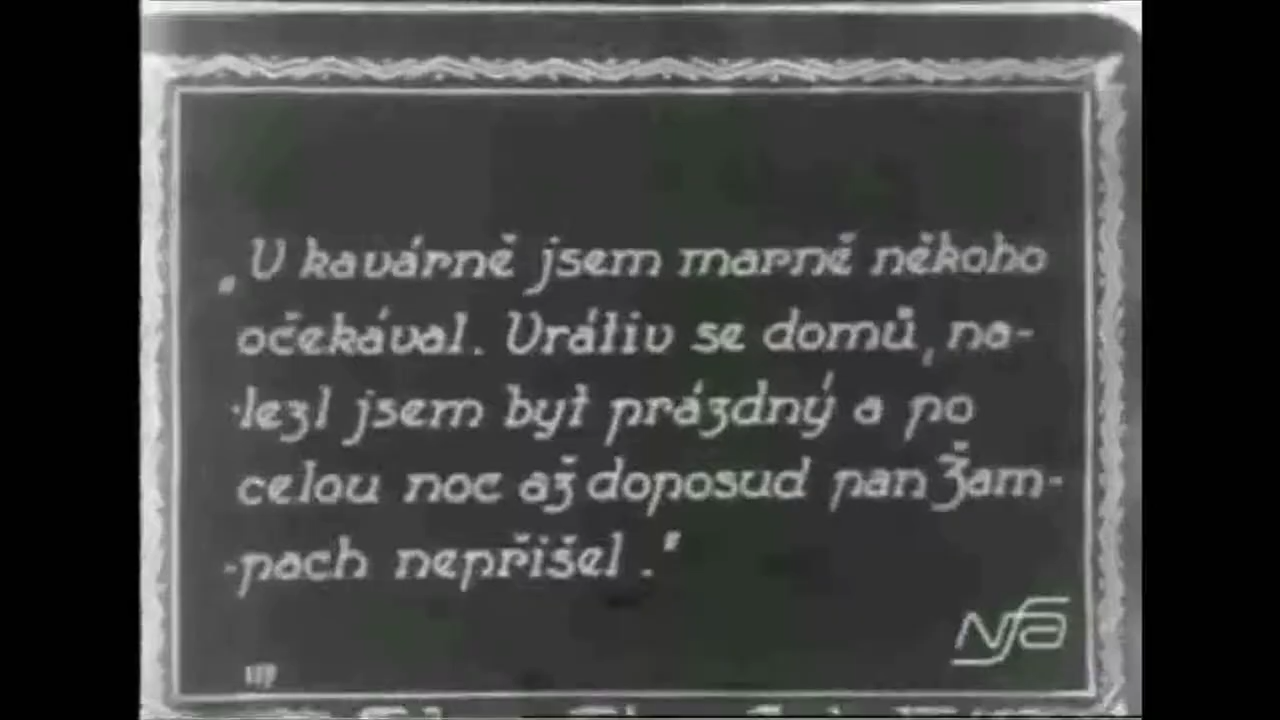 „V kavárně jsem marně někoho
očekával. Vrátiv se domů, na-
-lezl jsem byt prázdný a po
celou noc až doposud pan Žam-
-pach nepřišel."
nfa